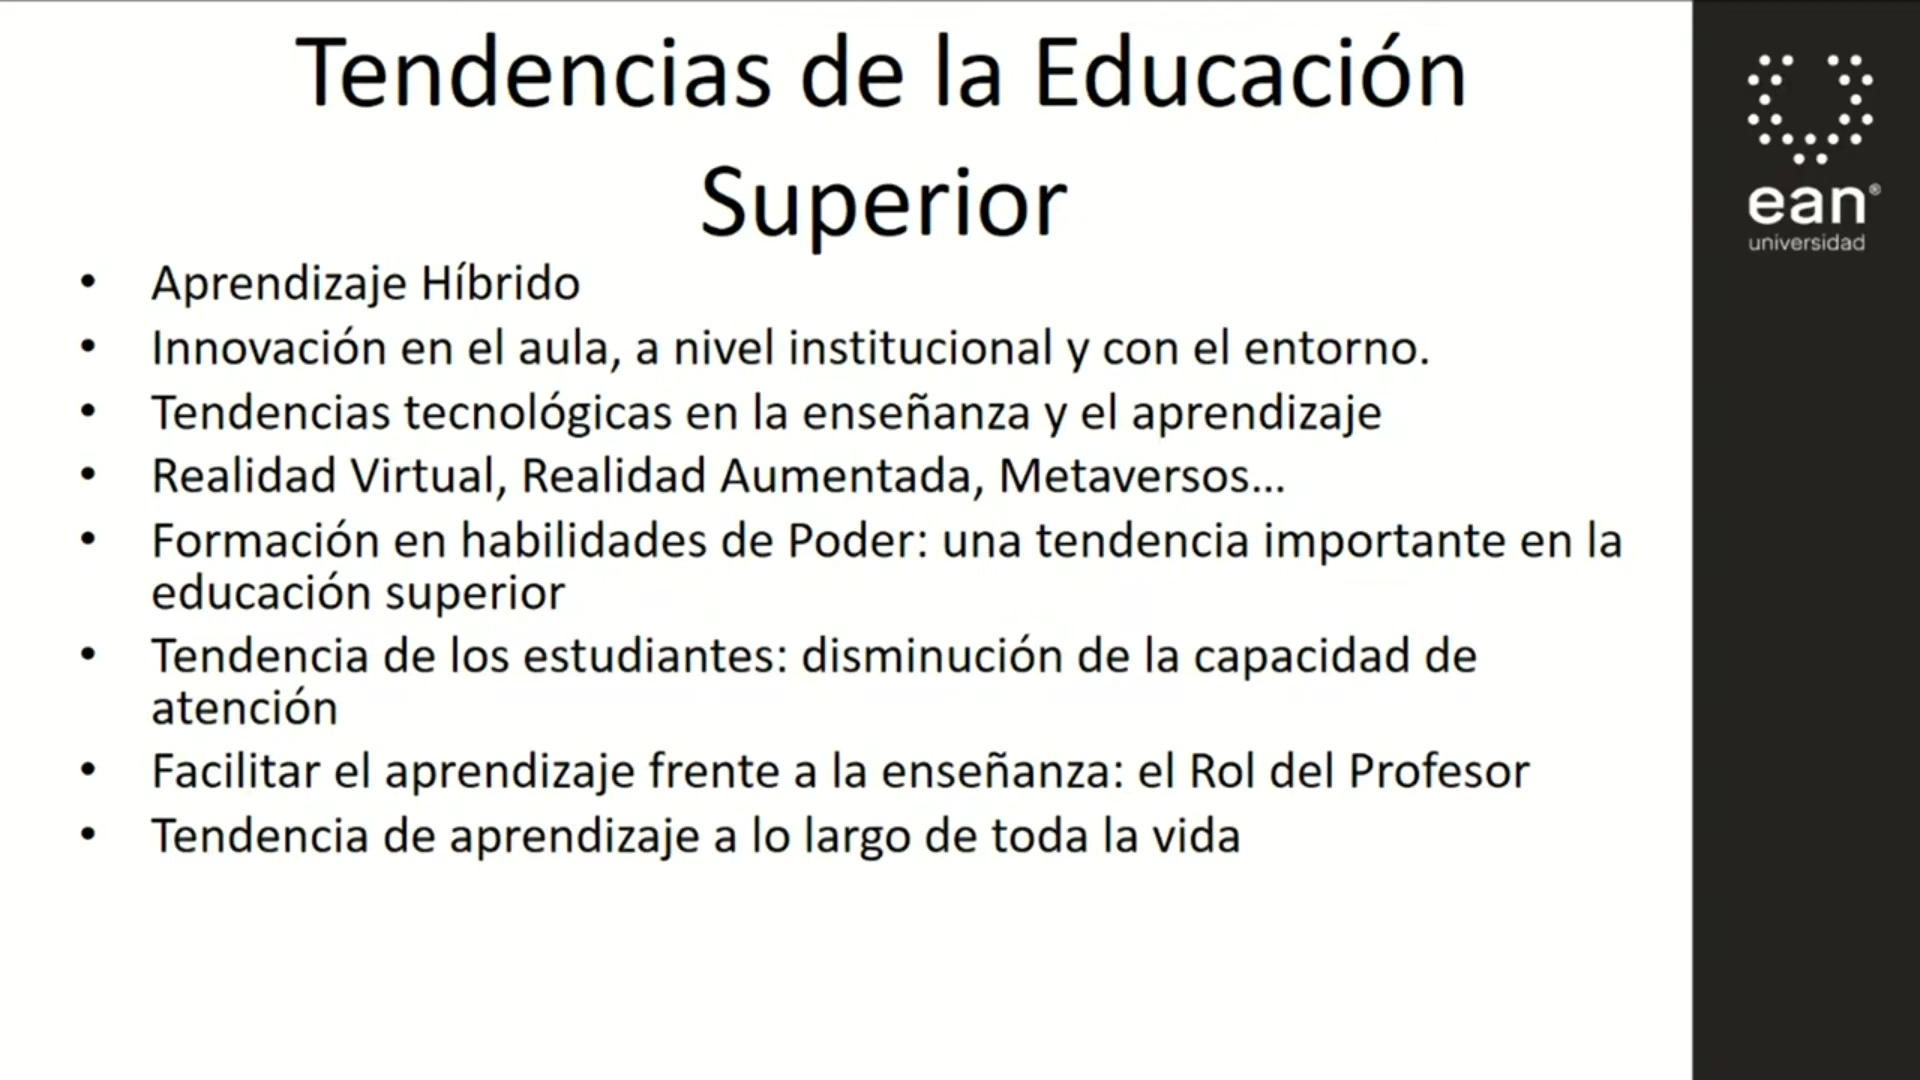 Tendencias de la Educación
Superior
• Aprendizaje Híbrido
• Innovación en el aula, a nivel institucional y con el entorno.
• Tendencias tecnológicas en la enseñanza y el aprendizaje
• Realidad Virtual, Realidad Aumentada, Metaversos...
• Formación en habilidades de Poder: una tendencia importante en la
educación superior
• Tendencia de los estudiantes: disminución de la capacidad de
atención
• Facilitar el aprendizaje frente a la enseñanza: el Rol del Profesor
• Tendencia de aprendizaje a lo largo de toda la vida
ean®
universidad